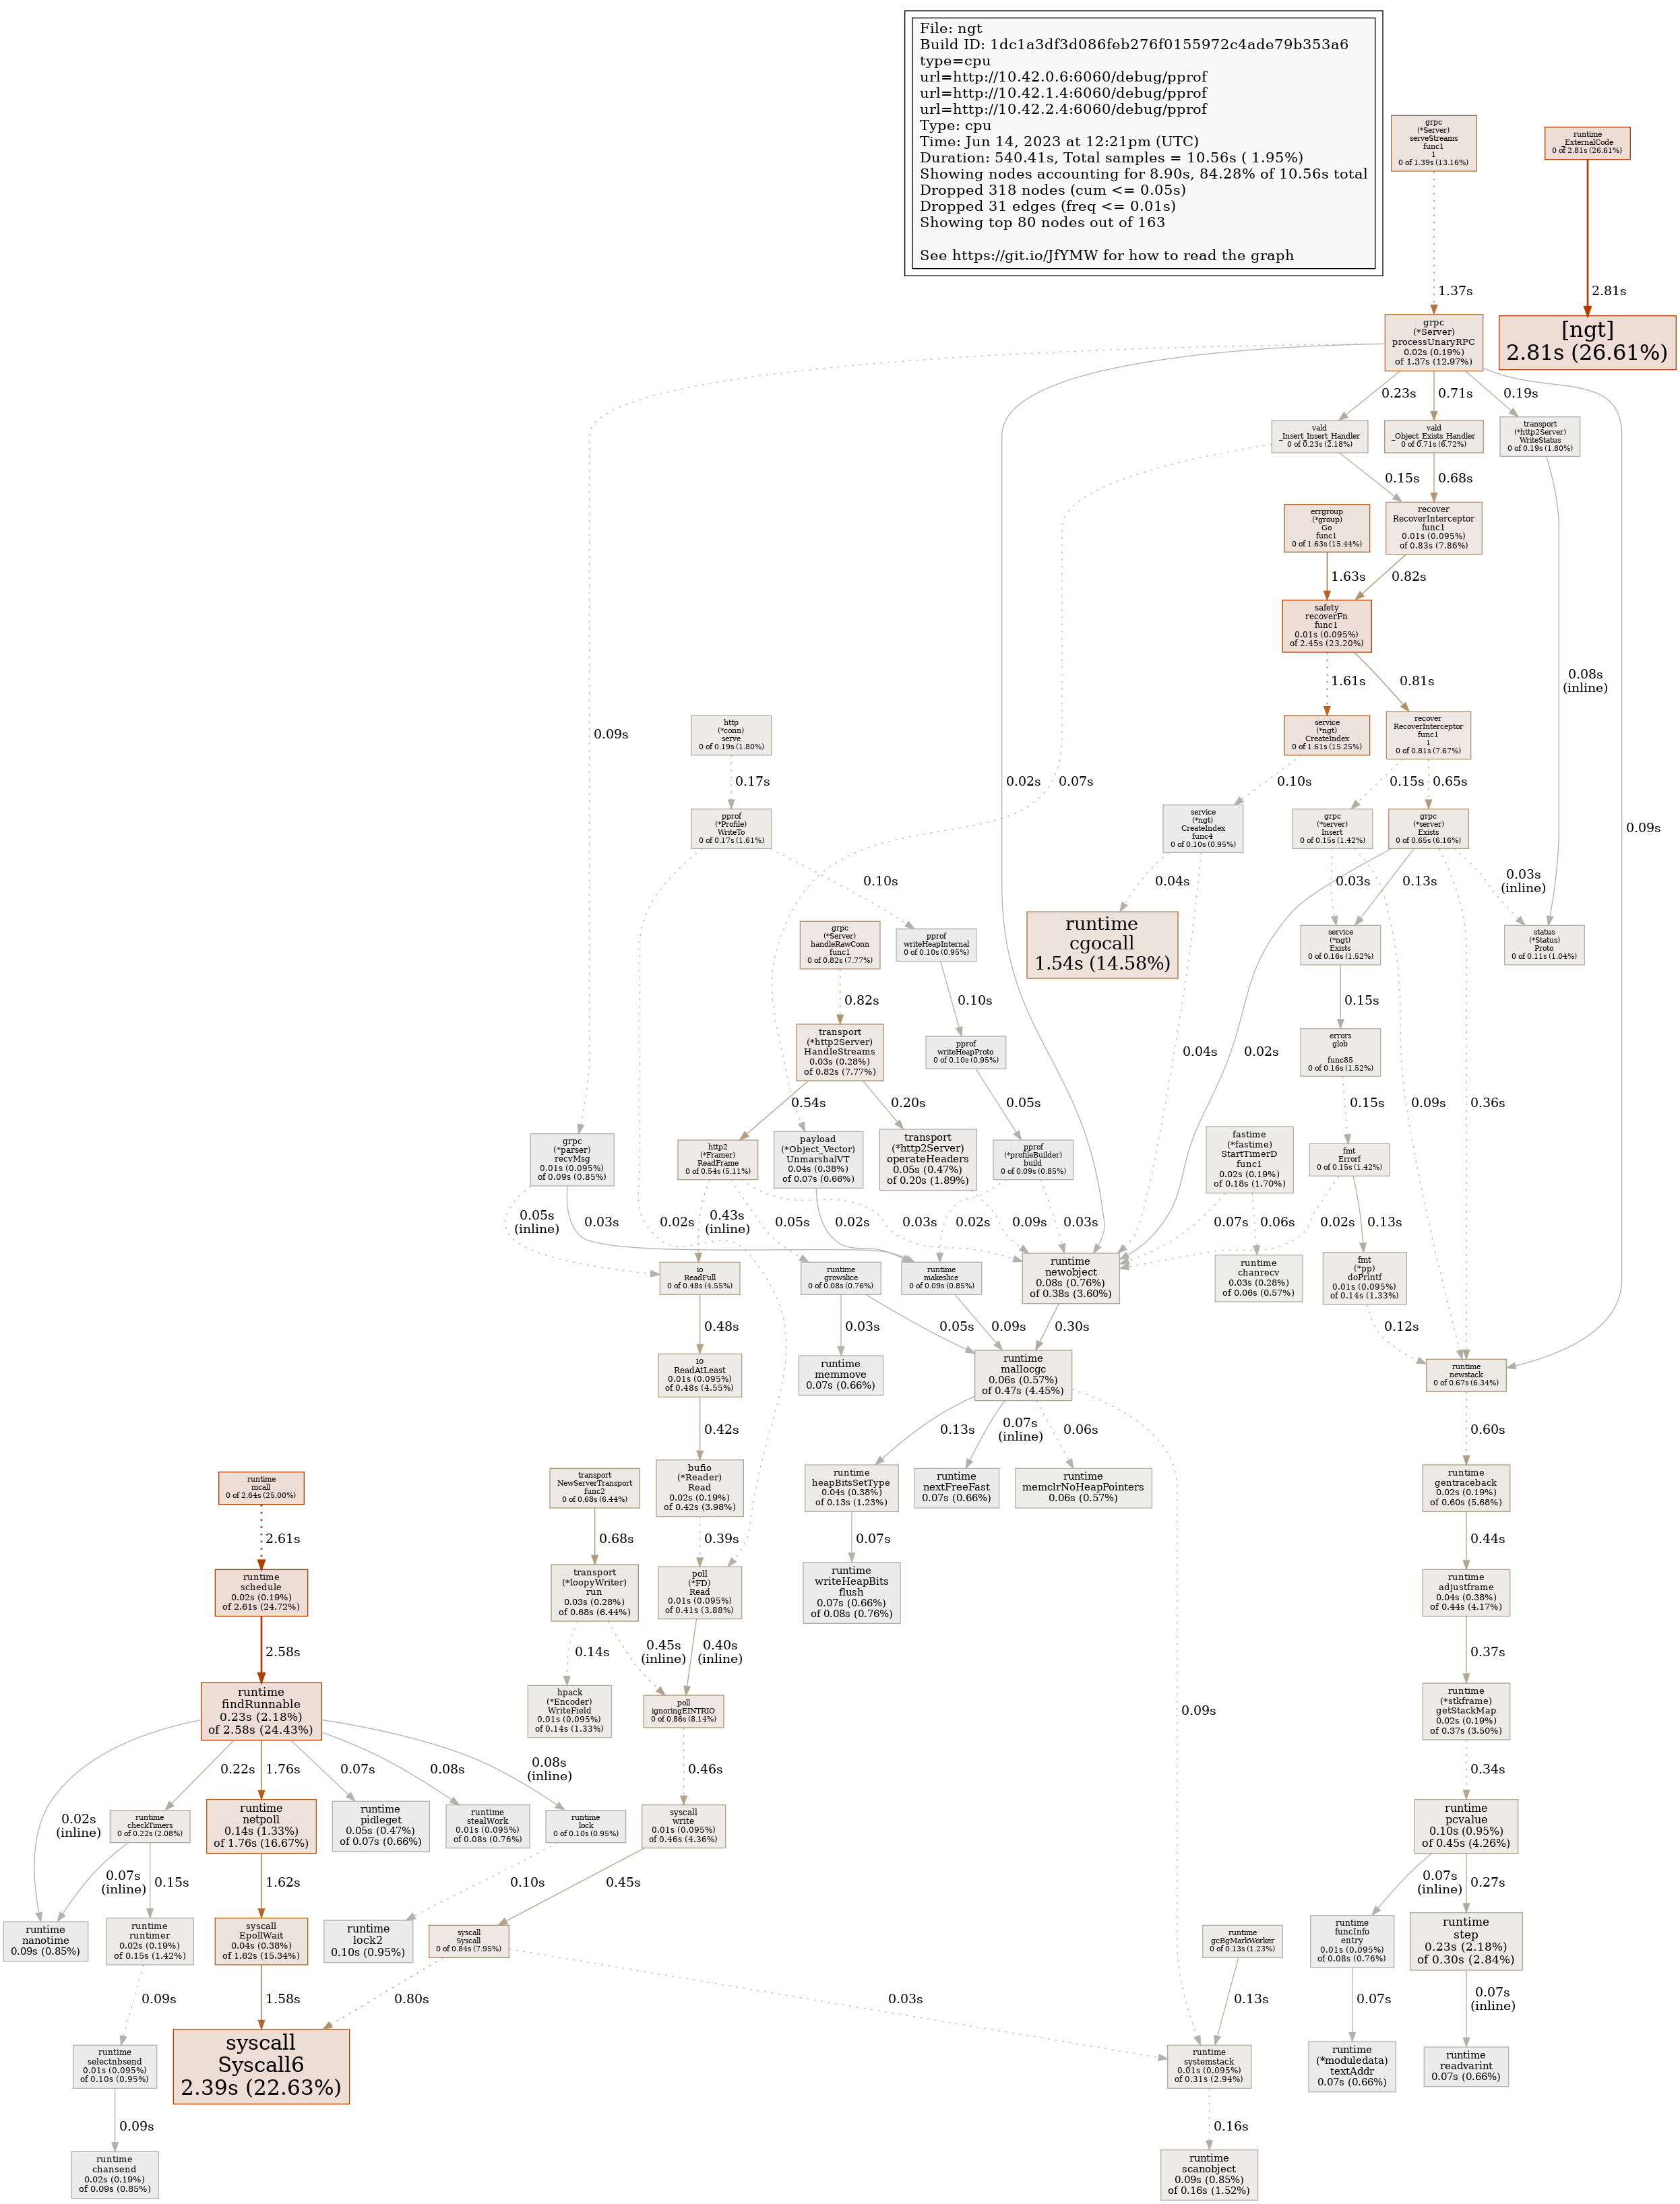 File: ngt
Build ID: 1dc1a3df3d086feb276f0155972c4ade79b353a6
type=cpu
url=http://10.42.0.6:6060/debug/pprof
url=http://10.42.1.4:6060/debug/pprof
url=http://10.42.2.4:6060/debug/pprof
Type: cpu
Time: Jun 14, 2023 at 12:21pm (UTC)
Duration: 540.41s, Total samples = 10.56s ( 1.95%)
Showing nodes accounting for 8.90s, 84.28% of 10.56s total
Dropped 318 nodes (cum <= 0.05s)
Dropped 31 edges (freq <= 0.01s)
Showing top 80 nodes out of 163
See https://git.io/JfYMW for how to read the graph
grpc
(*Server)
serveStreams
func1
1
0 of 1.39s (13.16%)
runtime
_ExternalCode
0 of 2.81s (26.61%)
1.37s
2.81s
grpc
(*Server)
processUnaryRPC
0.02s (0.19%)
of 1.37s (12.97%)
[ngt]
2.81s (26.61%)
0.23s
0.71s
0.19s
vald
_Insert_Insert_Handler
0 of 0.23s (2.18%)
vald
_Object_Exists_Handler
0 of 0.71s (6.72%)
transport
(*http2Server)
WriteStatus
0 of 0.19s (1.80%)
0.15s
0.68s
errgroup
(*group)
Go
func1
0 of 1.63s (15.44%)
recover
RecoverInterceptor
func1
0.01s (0.095%)
of 0.83s (7.86%)
1.63s
0.82s
safety
recoverFn
func1
0.01s (0.095%)
of 2.45s (23.20%)
0.08s
(inline)
1.61s
0.81s
0.09s
http
(*conn)
serve
0 of 0.19s (1.80%)
service
(*ngt)
CreateIndex
0 of 1.61s (15.25%)
recover
RecoverInterceptor
func1
1
0 of 0.81s (7.67%)
0.17s
0.02s
0.07s
0.10s
0.15s
0.65s
pprof
(*Profile)
WriteTo
0 of 0.17s (1.61%)
service
(*ngt)
CreateIndex
func4
0 of 0.10s (0.95%)
grpc
(*server)
Insert
0 of 0.15s (1.42%)
grpc
(*server)
Exists
0 of 0.65s (6.16%)
0.09s
0.10s
0.04s
0.03s
0.13s
0.03s
(inline)
grpc
(*Server)
handleRawConn
func1
0 of 0.82s (7.77%)
pprof
writeHeapInternal
0 of 0.10s (0.95%)
runtime
cgocall
1.54s (14.58%)
service
(*ngt)
Exists
0 of 0.16s (1.52%)
status
(*Status)
Proto
0 of 0.11s (1.04%)
0.82s
0.10s
0.15s
transport
(*http2Server)
HandleStreams
0.03s (0.28%)
of 0.82s (7.77%)
pprof
writeHeapProto
0 of 0.10s (0.95%)
0.04s
0.02s
errors
glob

func85
0 of 0.16s (1.52%)
0.54s
0.20s
0.05s
0.15s
0.09s
0.36s
grpc
(*parser)
recvMsg
0.01s (0.095%)
of 0.09s (0.85%)
http2
(*Framer)
ReadFrame
0 of 0.54s (5.11%)
payload
(*Object_Vector)
UnmarshalVT
0.04s (0.38%)
of 0.07s (0.66%)
transport
(*http2Server)
operateHeaders
0.05s (0.47%)
of 0.20s (1.89%)
pprof
(*profileBuilder)
build
0 of 0.09s (0.85%)
fastime
(*fastime)
StartTimerD
func1
0.02s (0.19%)
of 0.18s (1.70%)
fmt
Errorf
0 of 0.15s (1.42%)
0.05s
(inline)
0.03s
0.02s
0.43s
(inline)
0.05s
0.02s
0.03s
0.02s
0.09s
0.03s
0.07s
0.06s
0.02s
0.13s
io
ReadFull
0 of 0.48s (4.55%)
runtime
growslice
0 of 0.08s (0.76%)
runtime
makeslice
0 of 0.09s (0.85%)
runtime
newobject
0.08s (0.76%)
of 0.38s (3.60%)
runtime
chanrecv
0.03s (0.28%)
of 0.06s (0.57%)
fmt
(*pp)
doPrintf
0.01s (0.095%)
of 0.14s (1.33%)
0.48s
0.03s
0.05s
0.09s
0.30s
0.12s
io
ReadAtLeast
0.01s (0.095%)
of 0.48s (4.55%)
runtime
memmove
0.07s (0.66%)
runtime
mallocgc
0.06s (0.57%)
of 0.47s (4.45%)
runtime
newstack
0 of 0.67s (6.34%)
0.42s
0.13s
0.07s
(inline)
0.06s
0.60s
runtime
mcall
0 of 2.64s (25.00%)
transport
NewServerTransport
func2
0 of 0.68s (6.44%)
bufio
(*Reader)
Read
0.02s (0.19%)
of 0.42s (3.98%)
runtime
heapBitsSetType
0.04s (0.38%)
of 0.13s (1.23%)
runtime
nextFreeFast
0.07s (0.66%)
runtime
memclrNoHeapPointers
0.06s (0.57%)
runtime
gentraceback
0.02s (0.19%)
of 0.60s (5.68%)
2.61s
0.68s
0.39s
0.07s
0.44s
runtime
schedule
0.02s (0.19%)
of 2.61s (24.72%)
transport
(*loopyWriter)
run
0.03s (0.28%)
of 0.68s (6.44%)
poll
(*FD)
Read
0.01s (0.095%)
of 0.41s (3.88%)
runtime
writeHeapBits
flush
0.07s (0.66%)
of 0.08s (0.76%)
runtime
adjustframe
0.04s (0.38%)
of 0.44s (4.17%)
2.58s
0.14s
0.45s
(inline)
0.40s
(inline)
0.37s
runtime
findRunnable
0.23s (2.18%)
of 2.58s (24.43%)
hpack
(*Encoder)
WriteField
0.01s (0.095%)
of 0.14s (1.33%)
poll
ignoringEINTRIO
0 of 0.86s (8.14%)
0.09s
runtime
(*stkframe)
getStackMap
0.02s (0.19%)
of 0.37s (3.50%)
0.02s
(inline)
0.22s
1.76s
0.07s
0.08s
0.08s
(inline)
0.46s
0.34s
runtime
checkTimers
0 of 0.22s (2.08%)
runtime
netpoll
0.14s (1.33%)
of 1.76s (16.67%)
runtime
pidleget
0.05s (0.47%)
of 0.07s (0.66%)
runtime
stealWork
0.01s (0.095%)
of 0.08s (0.76%)
runtime
lock
0 of 0.10s (0.95%)
syscall
write
0.01s (0.095%)
of 0.46s (4.36%)
runtime
pcvalue
0.10s (0.95%)
of 0.45s (4.26%)
0.07s
(inline)
0.15s
1.62s
0.10s
0.45s
0.07s
(inline)
0.27s
runtime
nanotime
0.09s (0.85%)
runtime
runtimer
0.02s (0.19%)
of 0.15s (1.42%)
syscall
EpollWait
0.04s (0.38%)
of 1.62s (15.34%)
runtime
lock2
0.10s (0.95%)
syscall
Syscall
0 of 0.84s (7.95%)
runtime
gcBgMarkWorker
0 of 0.13s (1.23%)
runtime
funcInfo
entry
0.01s (0.095%)
of 0.08s (0.76%)
runtime
step
0.23s (2.18%)
of 0.30s (2.84%)
0.09s
1.58s
0.80s
0.03s
0.13s
0.07s
0.07s
(inline)
runtime
selectnbsend
0.01s (0.095%)
of 0.10s (0.95%)
syscall
Syscall6
2.39s (22.63%)
runtime
systemstack
0.01s (0.095%)
of 0.31s (2.94%)
runtime
(*moduledata)
textAddr
0.07s (0.66%)
runtime
readvarint
0.07s (0.66%)
0.09s
0.16s
runtime
chansend
0.02s (0.19%)
of 0.09s (0.85%)
runtime
scanobject
0.09s (0.85%)
of 0.16s (1.52%)